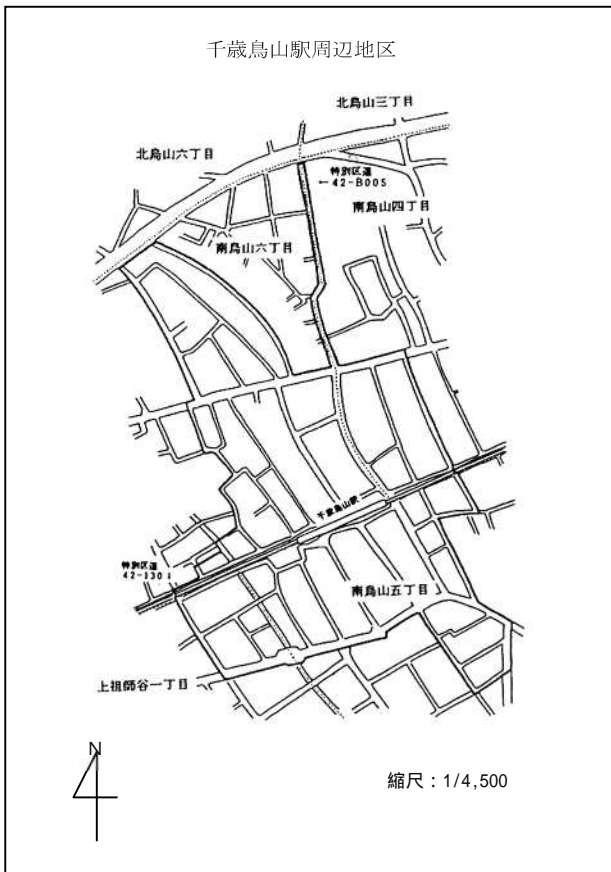 千歳烏山駅周辺地区
北烏山三丁目
北烏山六丁目
特別区道
←42-B005
南烏山四丁目
南烏山六丁目
千歳烏山駅
特別区道
42-1301
南烏山五丁目
上祖師谷一丁目
N
縮尺：1/4,500